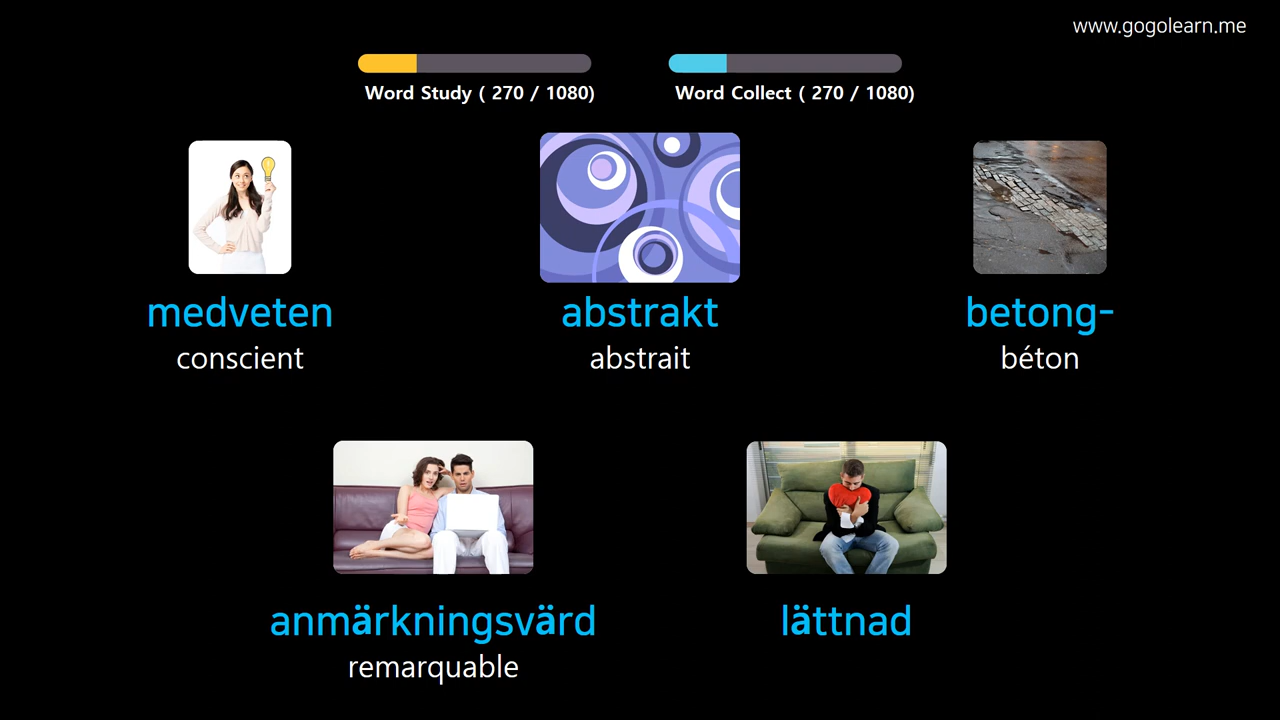 www.gogolearn.me
Word Study ( 270 / 1080)
Word Collect ( 270 / 1080)
medveten
conscient
abstrakt
abstrait
betong-
béton
anmärkningsvärd
remarquable
lättnad